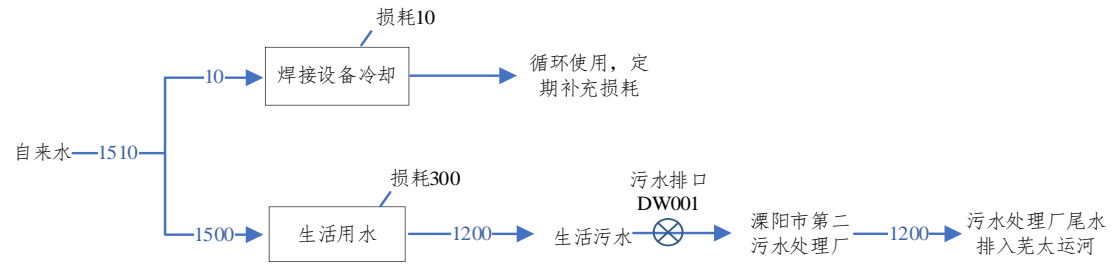 损耗10
焊接设备冷却
10
循环使用，定
期补充损耗
自来水
1510
损耗300
生活用水
1500
1200
生活污水
污水排口
DW001
溧阳市第二
污水处理厂
1200
污水处理厂尾水
排入芜太运河